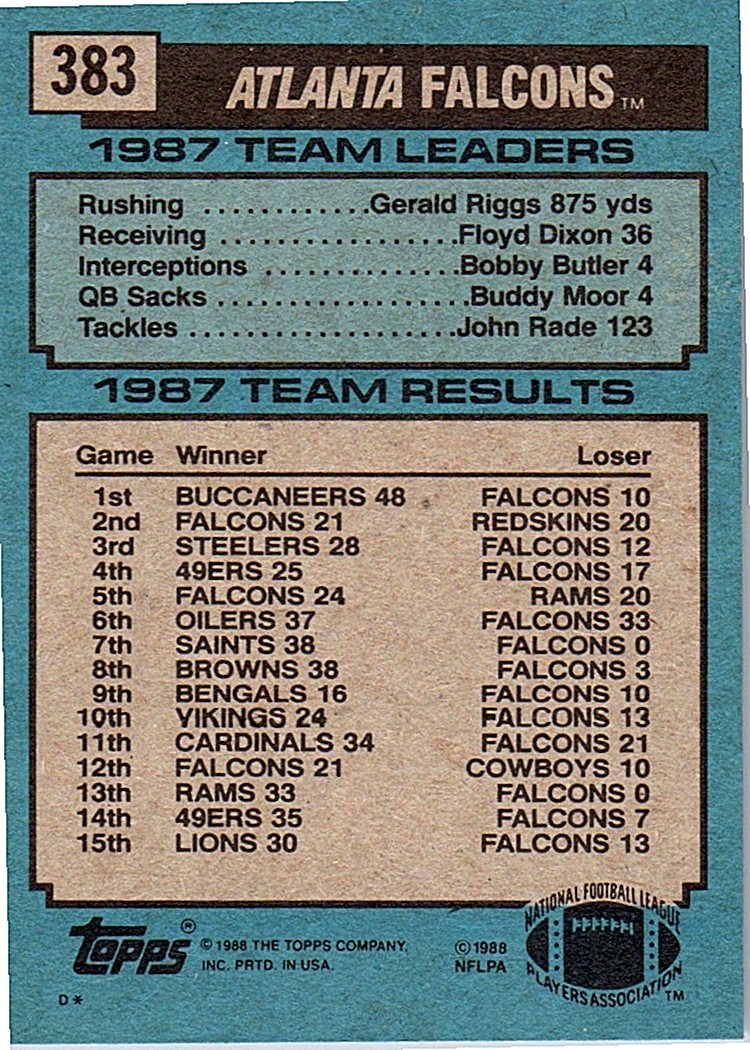 383
ATLANTA FALCONS™
1987 TEAM LEADERS
Rushing ............Gerald Riggs 875 yds
Receiving .................Floyd Dixon 36
Interceptions ..............Bobby Butler 4
QB Sacks ..................Buddy Moor 4
Tackles ...................John Rade 123
1987 TEAM RESULTS
Game Winner Loser
1st BUCCANEERS 48 FALCONS 10
2nd FALCONS 21 REDSKINS 20
3rd STEELERS 28 FALCONS 12
4th 49ERS 25 FALCONS 17
5th FALCONS 24 RAMS 20
6th OILERS 37 FALCONS 33
7th SAINTS 38 FALCONS 0
8th BROWNS 38 FALCONS 3
9th BENGALS 16 FALCONS 10
10th VIKINGS 24 FALCONS 13
11th CARDINALS 34 FALCONS 21
12th FALCONS 21 COWBOYS 10
13th RAMS 33 FALCONS 0
14th 49ERS 35 FALCONS 7
15th LIONS 30 FALCONS 13
topps® © 1988 THE TOPPS COMPANY,
INC. PRTD. IN USA.
© 1988
NFLPA
NATIONAL FOOTBALL LEAGUE
PLAYERS ASSOCIATION™
D*